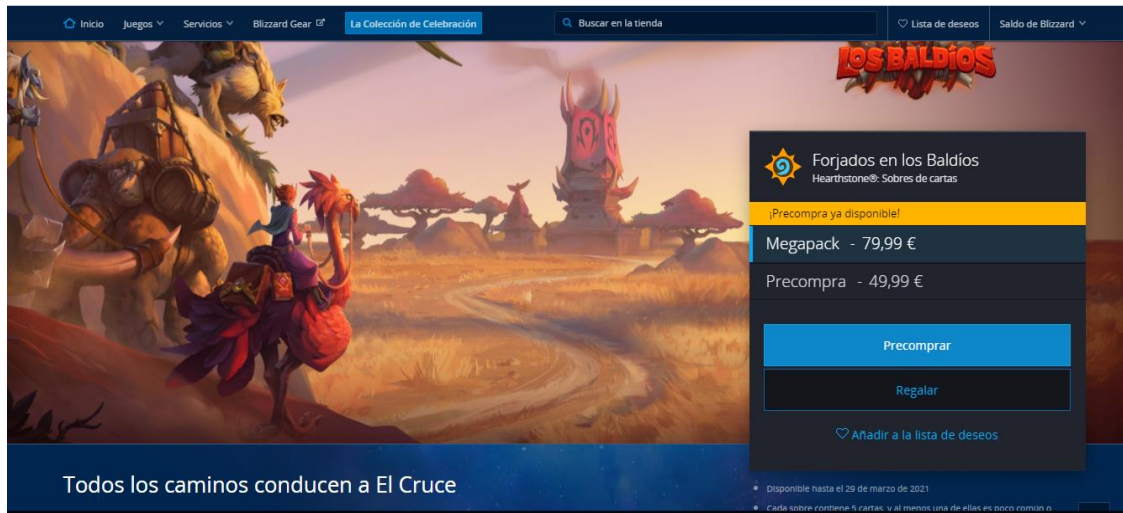 Inicio
Juegos
Servicios
Blizzard Gear
La Colección de Celebración
Buscar en la tienda
Lista de deseos
Saldo de Blizzard
LOS BALDÍOS
Forjados en los Baldíos
Hearthstone®: Sobres de cartas
¡Precompra ya disponible!
Megapack - 79,99 €
Precompra - 49,99 €
Precomprar
Regalar
Añadir a la lista de deseos
Todos los caminos conducen a El Cruce
Disponible hasta el 29 de marzo de 2021
Cada sobre contiene 5 cartas, y al menos una de ellas es poco común o